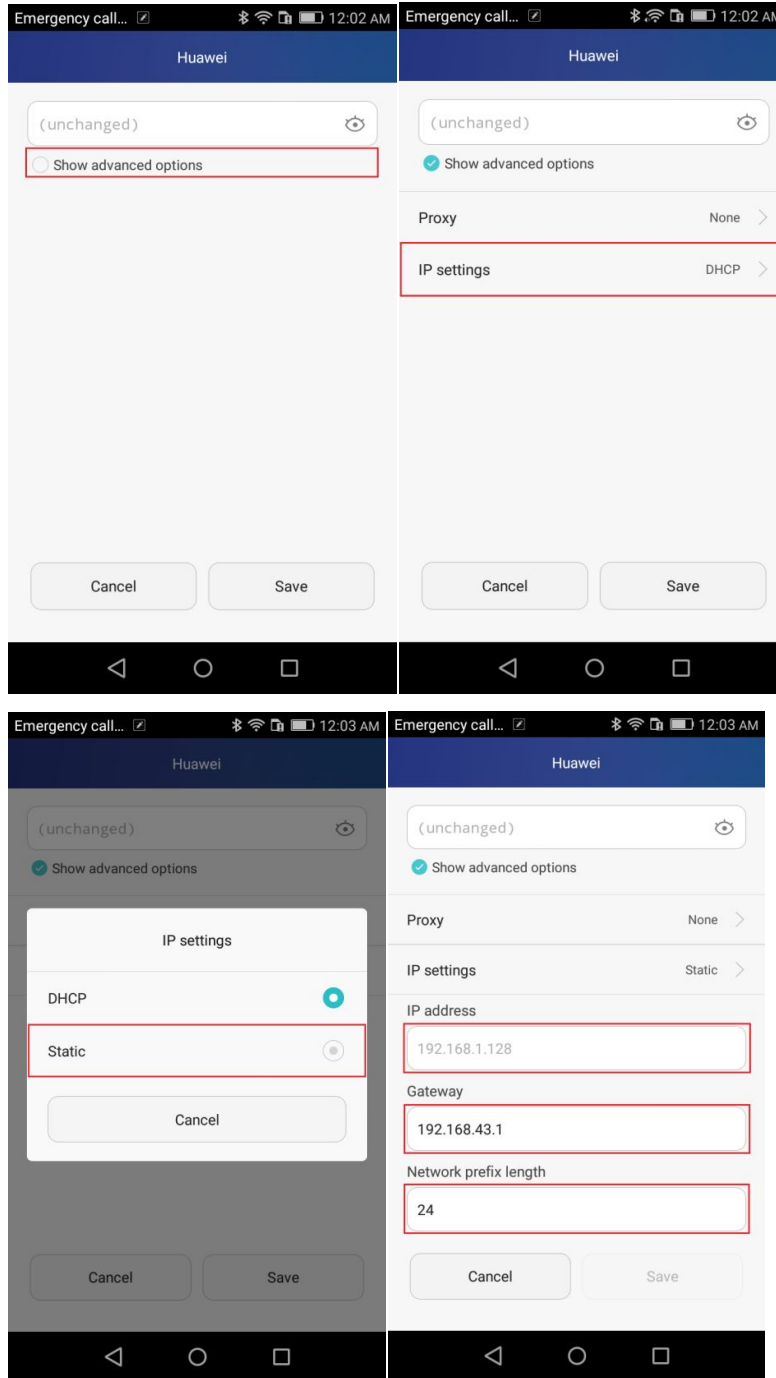 Emergency call... 12:02 AM
Huawei
(unchanged)
Show advanced options
Cancel Save
Emergency call... 12:02 AM
Huawei
(unchanged)
Show advanced options
Proxy None
IP settings DHCP
Cancel Save
Emergency call... 12:03 AM
Huawei
(unchanged)
Show advanced options
IP settings
DHCP
Static
Cancel
Cancel Save
Emergency call... 12:03 AM
Huawei
(unchanged)
Show advanced options
Proxy None
IP settings Static
IP address
192.168.1.128
Gateway
192.168.43.1
Network prefix length
24
Cancel Save